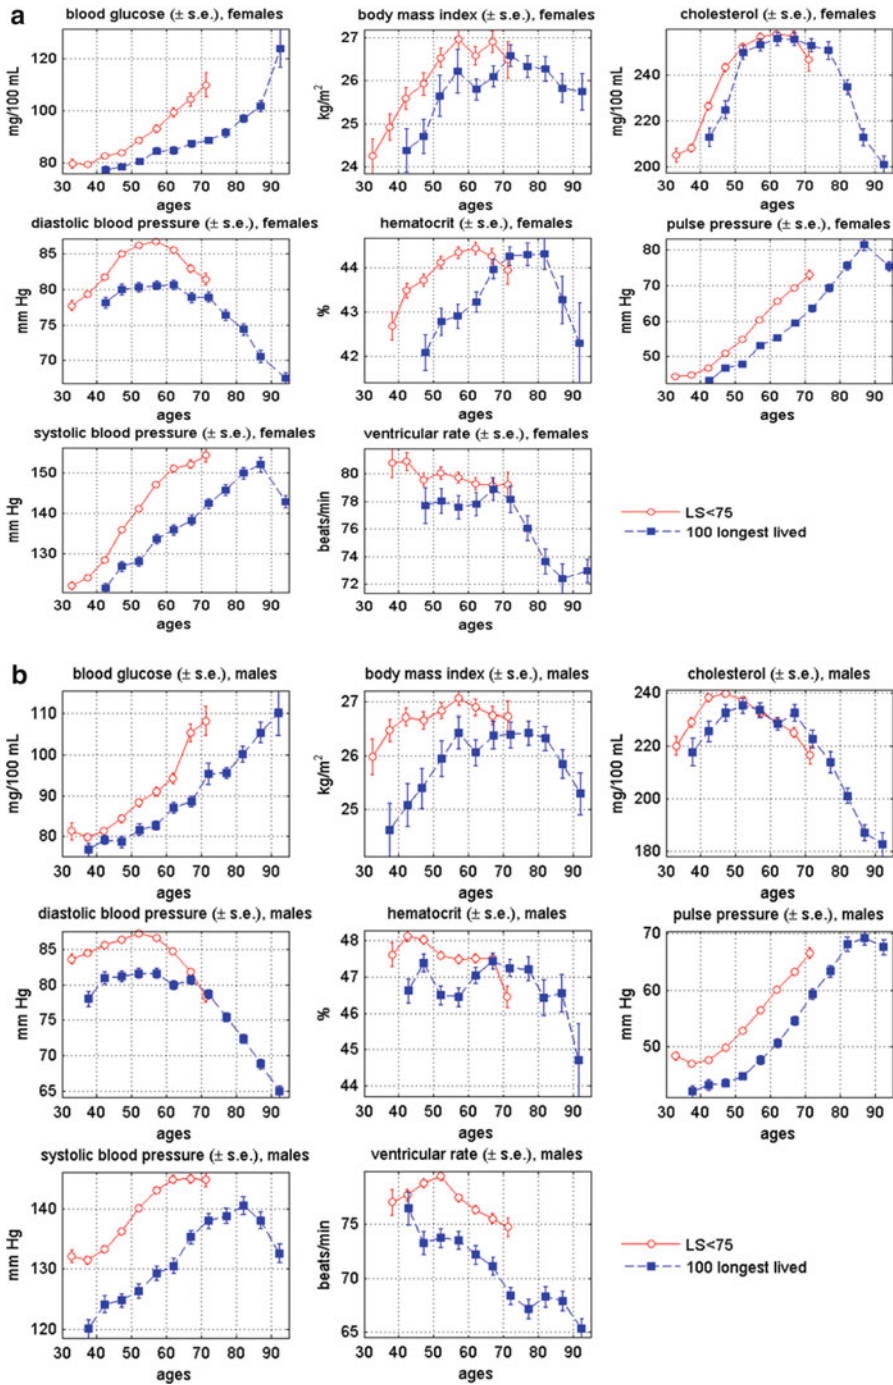 a
blood glucose (± s.e.), females
mg/100 mL
120
100
80
30 40 50 60 70 80 90
ages
body mass index (± s.e.), females
kg/m²
27
26
25
24
30 40 50 60 70 80 90
ages
cholesterol (± s.e.), females
mg/100 mL
240
220
200
30 40 50 60 70 80 90
ages
diastolic blood pressure (± s.e.), females
mm Hg
85
80
75
70
30 40 50 60 70 80 90
ages
hematocrit (± s.e.), females
%
44
43
42
30 40 50 60 70 80 90
ages
pulse pressure (± s.e.), females
mm Hg
80
70
60
50
30 40 50 60 70 80 90
ages
systolic blood pressure (± s.e.), females
mm Hg
150
140
130
30 40 50 60 70 80 90
ages
ventricular rate (± s.e.), females
beats/min
80
78
76
74
72
30 40 50 60 70 80 90
ages
LS<75
100 longest lived
b
blood glucose (± s.e.), males
mg/100 mL
110
100
90
80
30 40 50 60 70 80 90
ages
body mass index (± s.e.), males
kg/m²
27
26
25
30 40 50 60 70 80 90
ages
cholesterol (± s.e.), males
mg/100 mL
240
220
200
180
30 40 50 60 70 80 90
ages
diastolic blood pressure (± s.e.), males
mm Hg
85
80
75
70
65
30 40 50 60 70 80 90
ages
hematocrit (± s.e.), males
%
48
47
46
45
44
30 40 50 60 70 80 90
ages
pulse pressure (± s.e.), males
mm Hg
70
60
50
30 40 50 60 70 80 90
ages
systolic blood pressure (± s.e.), males
mm Hg
140
130
120
30 40 50 60 70 80 90
ages
ventricular rate (± s.e.), males
beats/min
75
70
65
30 40 50 60 70 80 90
ages
LS<75
100 longest lived